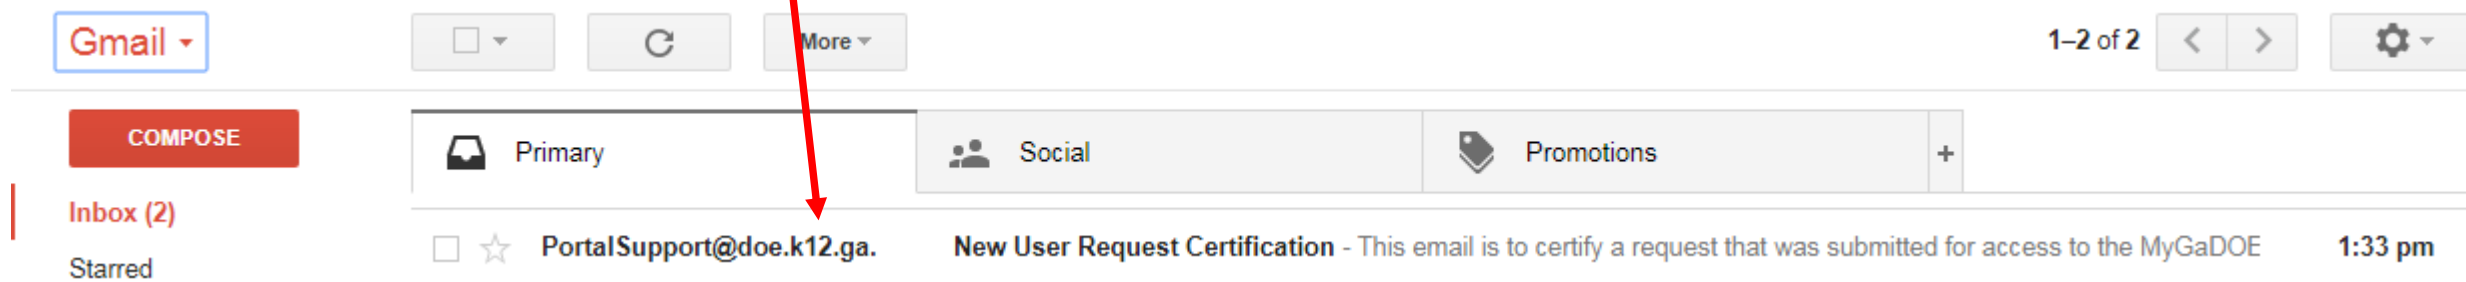 Gmail
More
1–2 of 2
COMPOSE
Primary
Social
Promotions
+
Inbox (2)
PortalSupport@doe.k12.ga. New User Request Certification - This email is to certify a request that was submitted for access to the MyGaDOE 1:33 pm
Starred